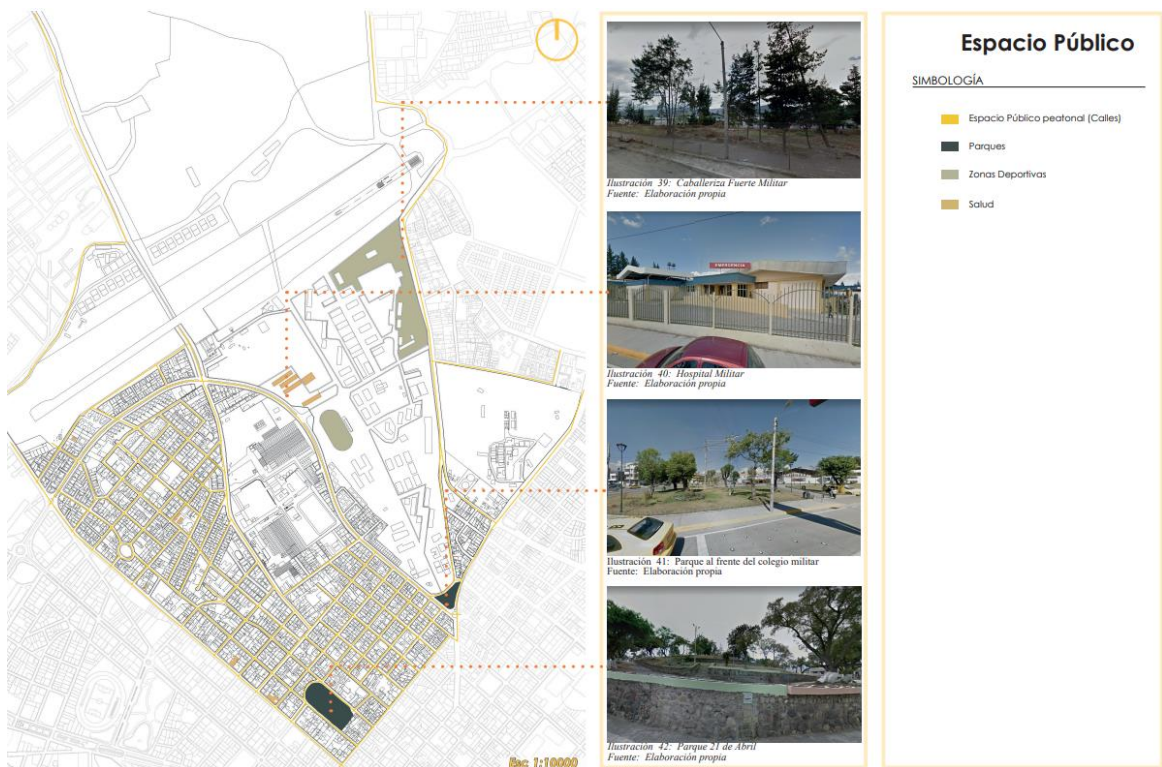 Esc 1:10000
EMERGENCIA
Ilustración 39: Caballeriza Fuerte Militar
Fuente: Elaboración propia
Ilustración 40: Hospital Militar
Fuente: Elaboración propia
Ilustración 41: Parque al frente del colegio militar
Fuente: Elaboración propia
Ilustración 42: Parque 21 de Abril
Fuente: Elaboración propia
Espacio Público
SIMBOLOGÍA
Espacio Público peatonal (Calles)
Parques
Zonas Deportivas
Salud